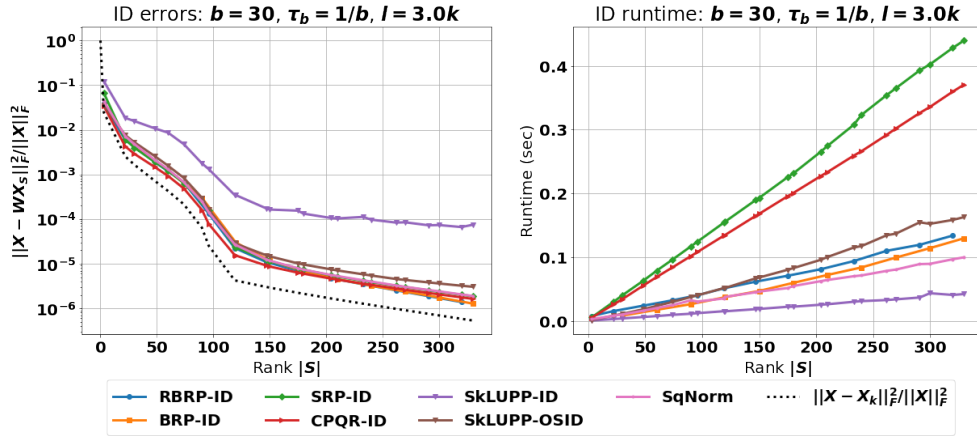 ID errors: b = 30, τ_b = 1/b, l = 3.0k
||X − WX_S||²_F/||X||²_F
10⁰
10⁻¹
10⁻²
10⁻³
10⁻⁴
10⁻⁵
10⁻⁶
0 50 100 150 200 250 300
Rank |S|
ID runtime: b = 30, τ_b = 1/b, l = 3.0k
Runtime (sec)
0.4
0.3
0.2
0.1
0.0
0 50 100 150 200 250 300
Rank |S|
RBRP-ID SRP-ID SkLUPP-ID SqNorm ||X − X_k||²_F/||X||²_F
BRP-ID CPQR-ID SkLUPP-OSID